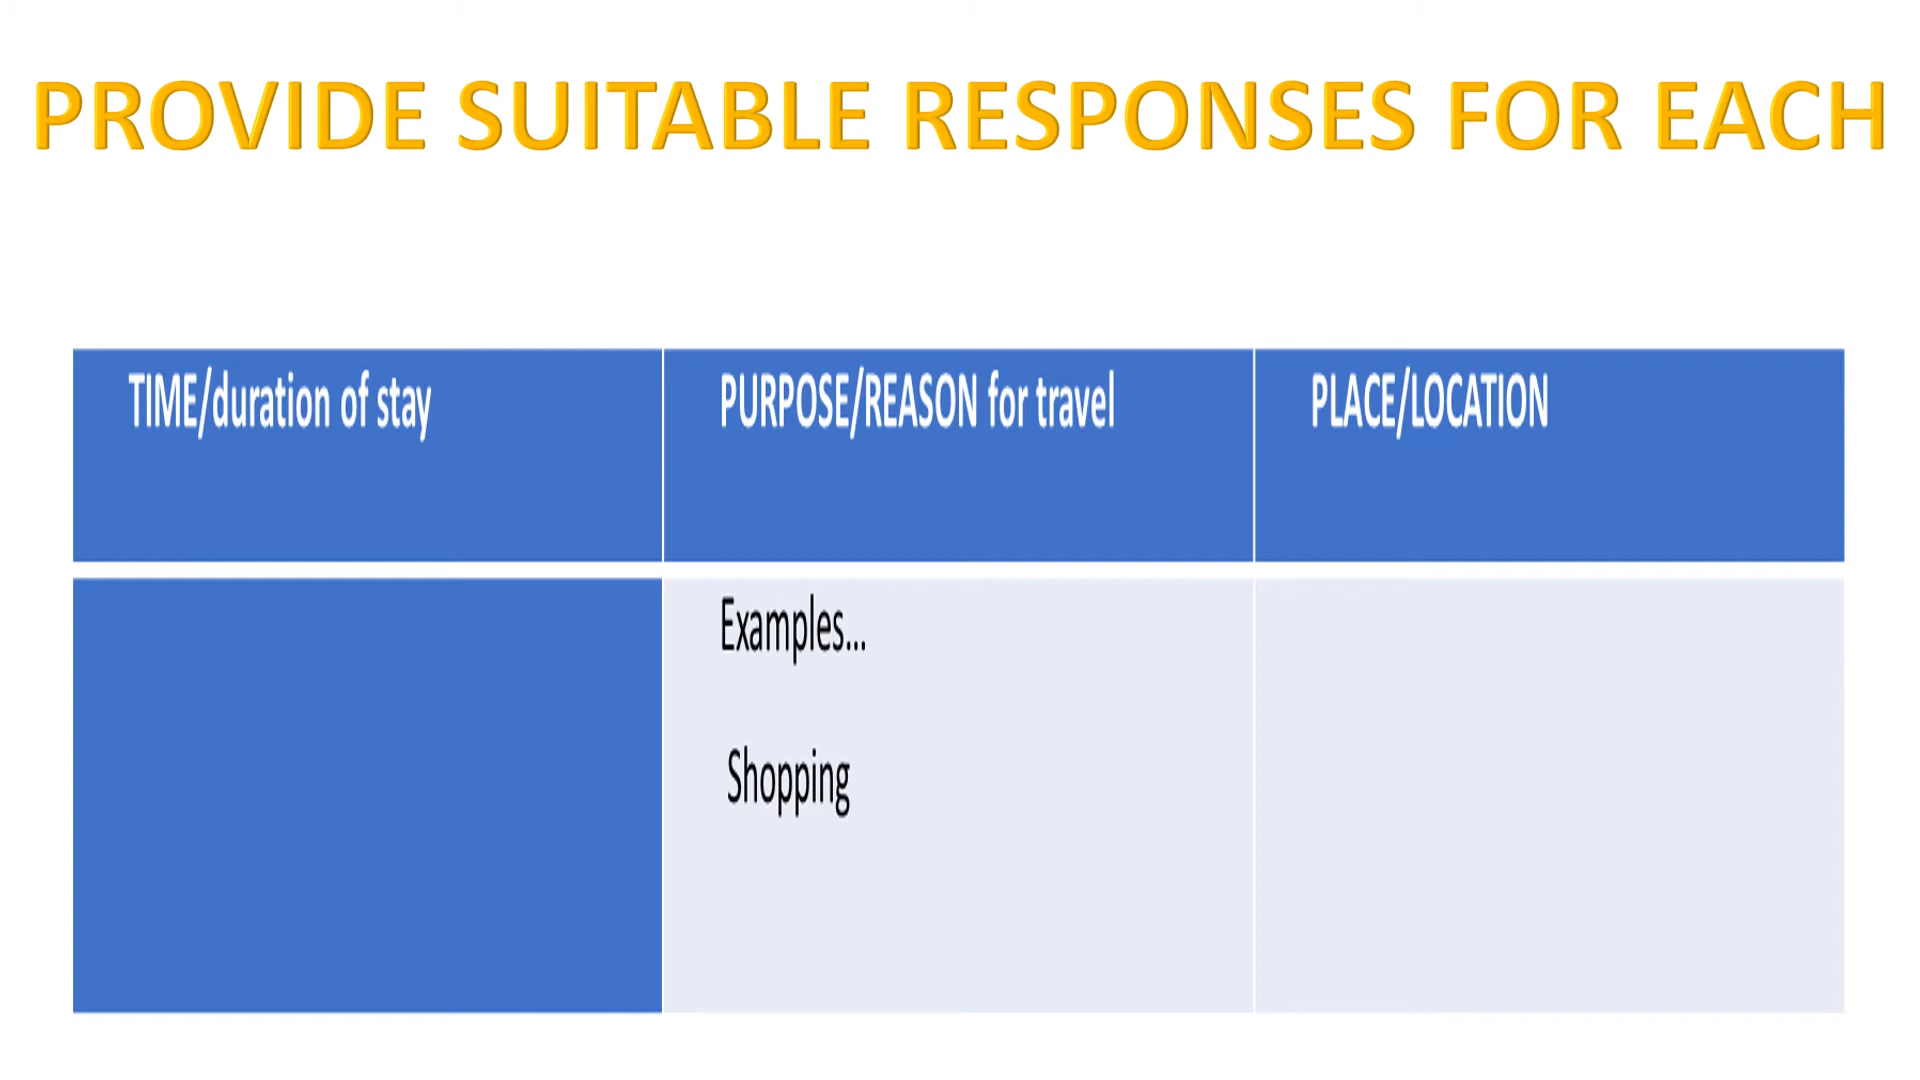 PROVIDE SUITABLE RESPONSES FOR EACH
TIME/duration of stay
PURPOSE/REASON for travel
PLACE/LOCATION
Examples...
Shopping